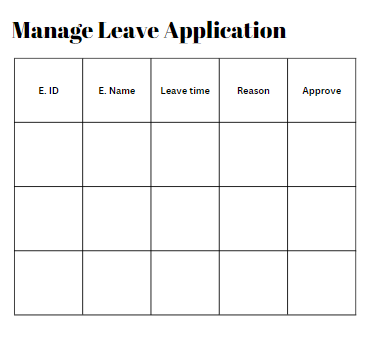 Manage Leave Application
E. ID E. Name Leave time Reason Approve